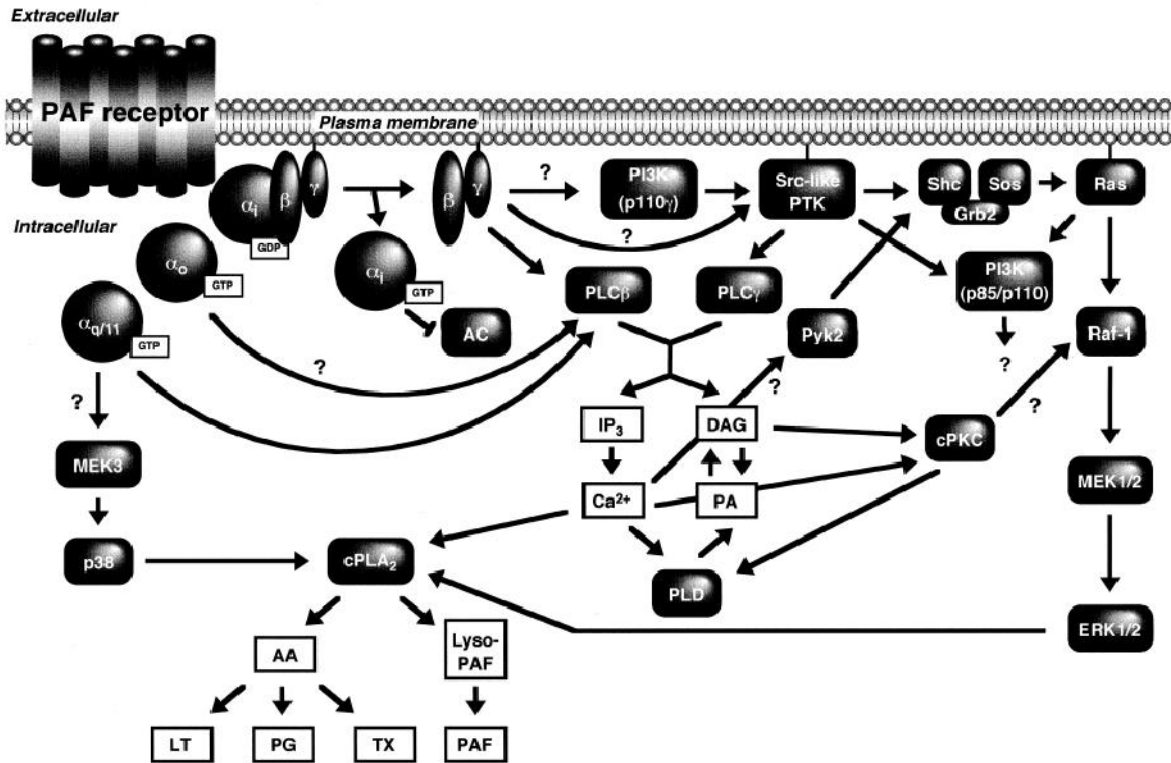 Extracellular
PAF receptor
Plasma membrane
αi
β
γ
GDP
β
γ
?
PI3K
(p110γ)
Src-like
PTK
Shc
Sos
Grb2
Ras
Intracellular
αo
GTP
αi
GTP
?
PI3K
(p85/p110)
αq/11
GTP
AC
PLCβ
PLCγ
Pyk2
Raf-1
?
?
?
?
?
IP3
DAG
cPKC
MEK3
Ca2+
PA
MEK1/2
p38
cPLA2
PLD
ERK1/2
AA
Lyso-
PAF
LT
PG
TX
PAF